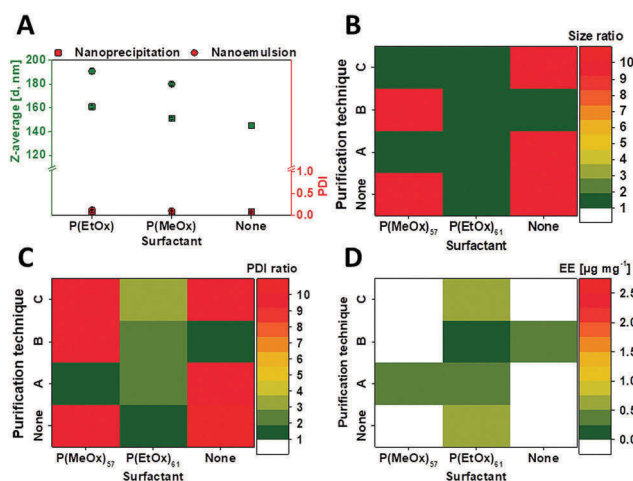 A
Nanoprecipitation Nanoemulsion
Z-average [d, nm]
200
180
160
140
120
1.0
0.5
0.0
PDI
P(EtOx) P(MeOx) None
Surfactant
B
Size ratio
Purification technique
C
B
A
None
10
9
8
7
6
5
4
3
2
1
P(MeOx)₅₇ P(EtOx)₆₁ None
Surfactant
C
PDI ratio
Purification technique
C
B
A
None
10
9
8
7
6
5
4
3
2
1
P(MeOx)₅₇ P(EtOx)₆₁ None
Surfactant
D
EE [µg mg⁻¹]
Purification technique
C
B
A
None
2.5
2.0
1.5
1.0
0.5
0.0
P(MeOx)₅₇ P(EtOx)₆₁ None
Surfactant